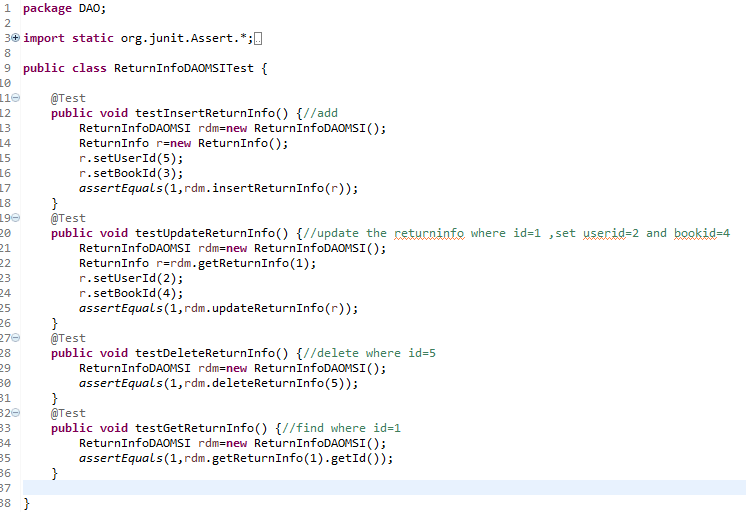 1 package DAO;
2
3 import static org.junit.Assert.*;
8
9 public class ReturnInfoDAOMSITest {
10
11 @Test
12 public void testInsertReturnInfo() {//add
13 ReturnInfoDAOMSI rdm=new ReturnInfoDAOMSI();
14 ReturnInfo r=new ReturnInfo();
15 r.setUserId(5);
16 r.setBookId(3);
17 assertEquals(1,rdm.insertReturnInfo(r));
18 }
19 @Test
20 public void testUpdateReturnInfo() {//update the returninfo where id=1 ,set userid=2 and bookid=4
21 ReturnInfoDAOMSI rdm=new ReturnInfoDAOMSI();
22 ReturnInfo r=rdm.getReturnInfo(1);
23 r.setUserId(2);
24 r.setBookId(4);
25 assertEquals(1,rdm.updateReturnInfo(r));
26 }
27 @Test
28 public void testDeleteReturnInfo() {//delete where id=5
29 ReturnInfoDAOMSI rdm=new ReturnInfoDAOMSI();
30 assertEquals(1,rdm.deleteReturnInfo(5));
31 }
32 @Test
33 public void testGetReturnInfo() {//find where id=1
34 ReturnInfoDAOMSI rdm=new ReturnInfoDAOMSI();
35 assertEquals(1,rdm.getReturnInfo(1).getId());
36 }
37
38 }